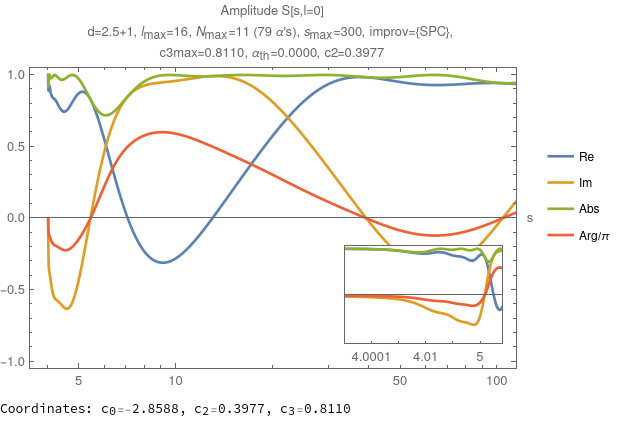 Amplitude S[s,l=0]
d=2.5+1, lmax=16, Nmax=11 (79 α's), smax=300, improv={SPC},
c3max=0.8110, αth=0.0000, c2=0.3977
1.0
0.5
0.0
-0.5
-1.0
s
Re
Im
Abs
Arg/π
4.0001 4.01 5
5 10 50 100
Coordinates: c0=-2.8588, c2=0.3977, c3=0.8110